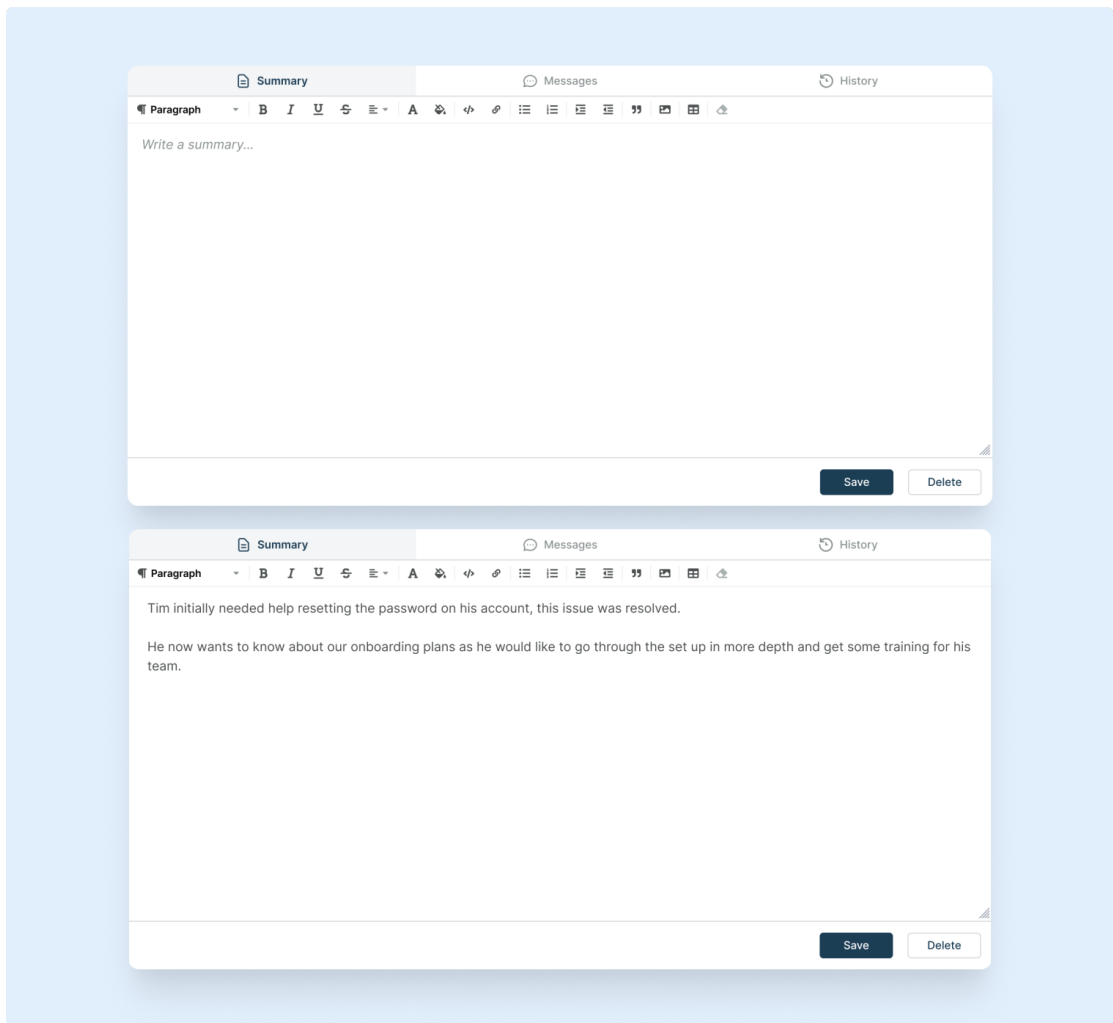 Summary
Messages
History
Paragraph
Write a summary...
Save
Delete
Summary
Messages
History
Paragraph
Tim initially needed help resetting the password on his account, this issue was resolved.
He now wants to know about our onboarding plans as he would like to go through the set up in more depth and get some training for his
team.
Save
Delete